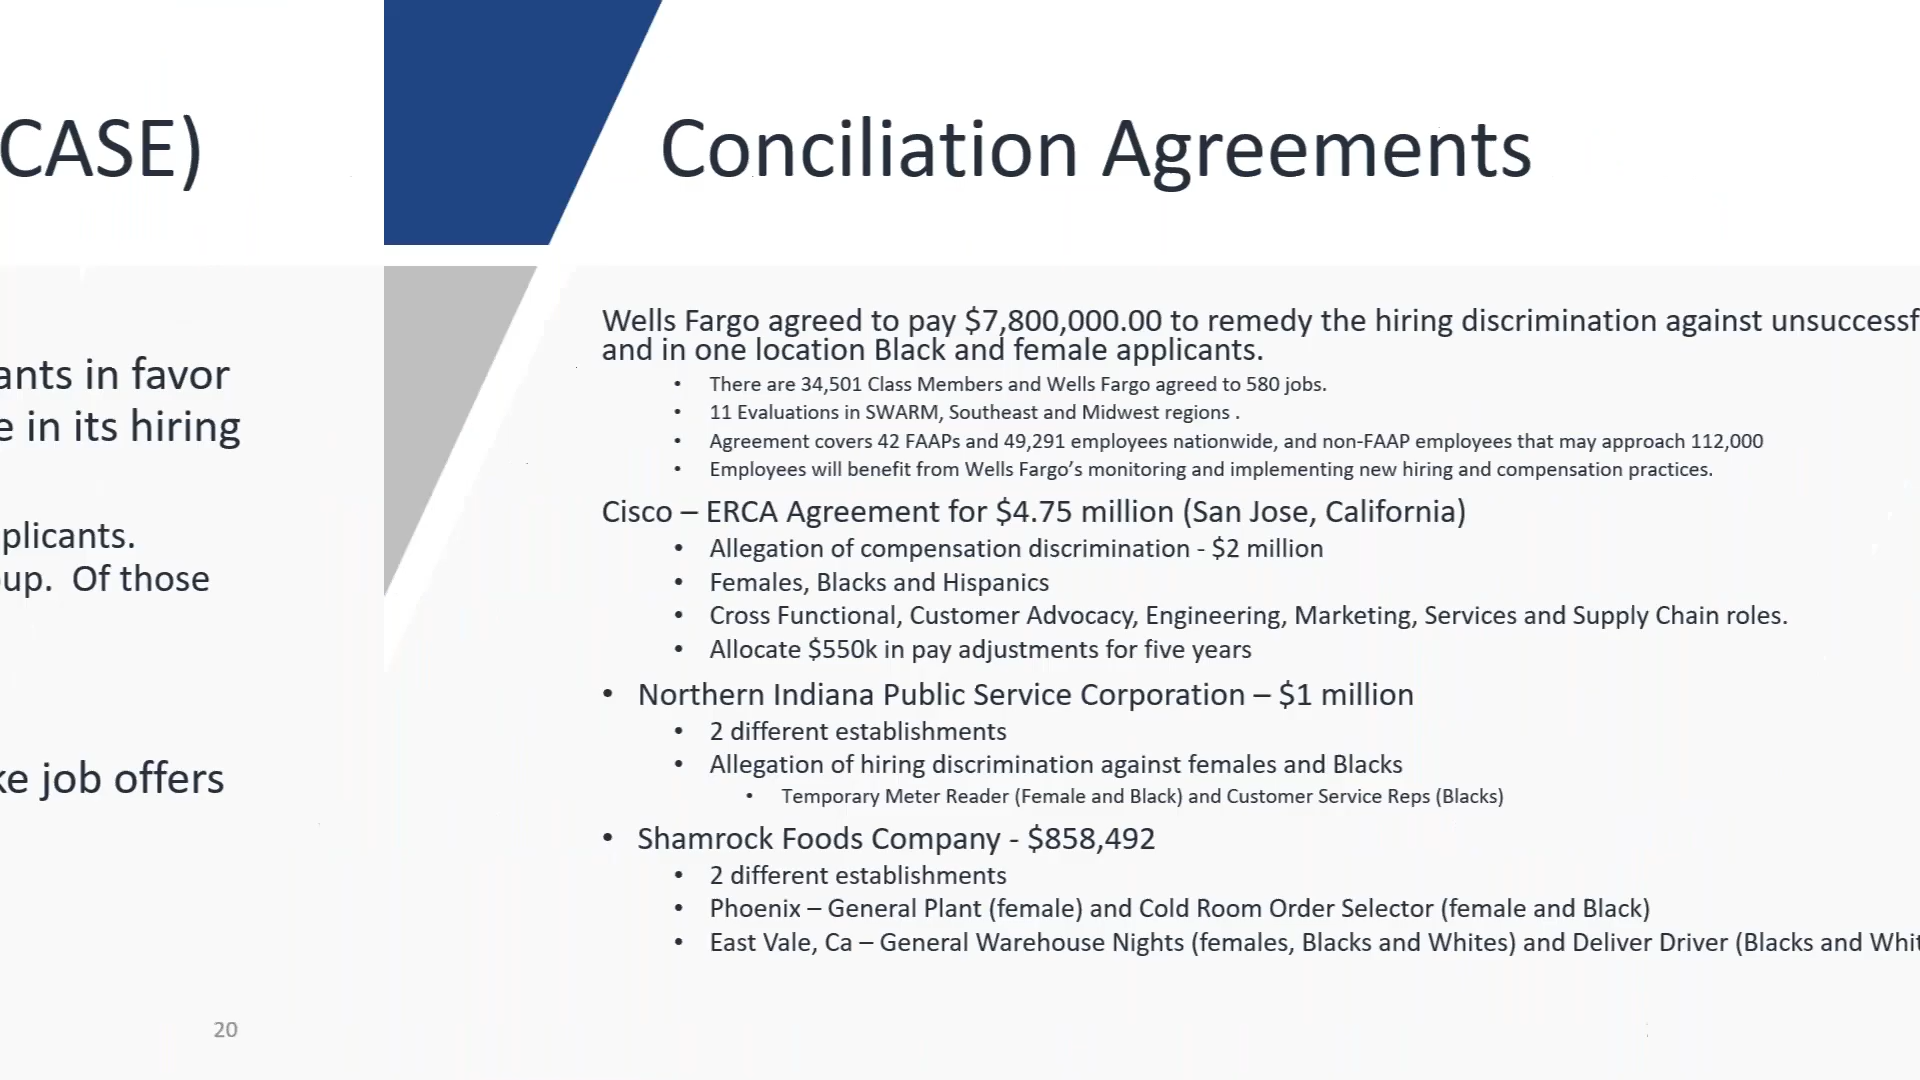 CASE)
in favor
in its hiring
up. Of those
job offers
20
Conciliation Agreements
Wells Fargo agreed to pay $7,800,000.00 to remedy the hiring discrimination against
and in one location Black and female applicants.
• There are 34,501 Class Members and Wells Fargo agreed to 580 jobs.
• 11 Evaluations in SWARM, Southeast and Midwest regions .
• Agreement covers 42 FAAPs and 49,291 employees nationwide, and non-FAAP employees that may approach 112,000
• Employees will benefit from Wells Fargo’s monitoring and implementing new hiring and compensation practices.
Cisco – ERCA Agreement for $4.75 million (San Jose, California)
• Allegation of compensation discrimination - $2 million
• Females, Blacks and Hispanics
• Cross Functional, Customer Advocacy, Engineering, Marketing, Services and Supply Chain roles.
• Allocate $550k in pay adjustments for five years
• Northern Indiana Public Service Corporation – $1 million
• 2 different establishments
• Allegation of hiring discrimination against females and Blacks
• Temporary Meter Reader (Female and Black) and Customer Service Reps (Blacks)
• Shamrock Foods Company - $858,492
• 2 different establishments
• Phoenix – General Plant (female) and Cold Room Order Selector (female and Black)
• East Vale, Ca – General Warehouse Nights (females, Blacks and Whites) and Deliver Driver (Blacks and